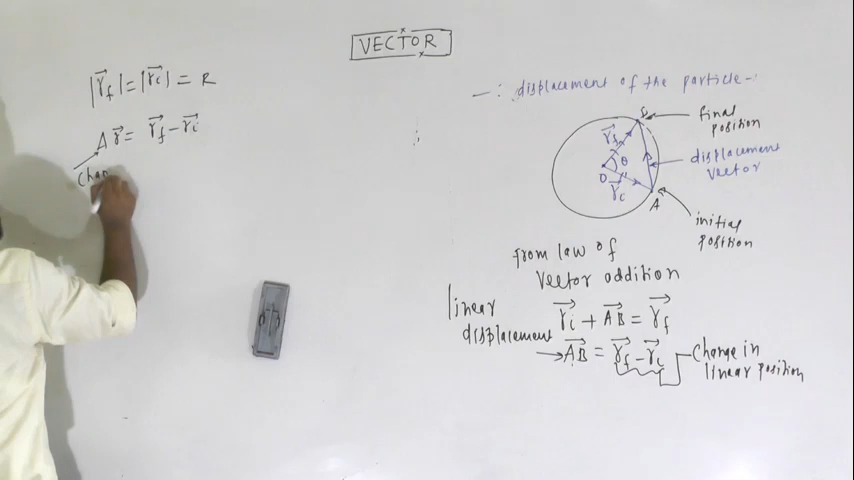 VECTOR
|r⃗f| = |r⃗i| = R
Δr⃗ = r⃗f - r⃗i
Chan
-: displacement of the particle-:
B
final
position
r⃗f
θ
displacement
vector
O
r⃗i
A
initial
position
from law of
vector addition
linear
displacement
r⃗i + AB⃗ = r⃗f
AB⃗ = r⃗f - r⃗i
Change in
linear position